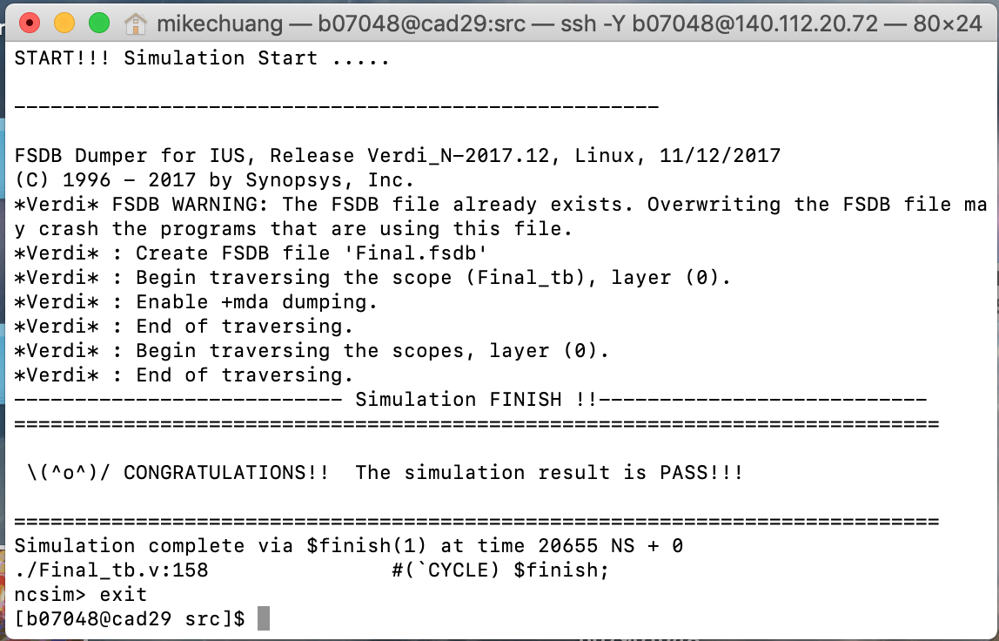 mikechuang — b07048@cad29:src — ssh -Y b07048@140.112.20.72 — 80×24
START!!! Simulation Start .....
-----------------------------------------------------
FSDB Dumper for IUS, Release Verdi_N-2017.12, Linux, 11/12/2017
(C) 1996 - 2017 by Synopsys, Inc.
*Verdi* FSDB WARNING: The FSDB file already exists. Overwriting the FSDB file ma
y crash the programs that are using this file.
*Verdi* : Create FSDB file 'Final.fsdb'
*Verdi* : Begin traversing the scope (Final_tb), layer (0).
*Verdi* : Enable +mda dumping.
*Verdi* : End of traversing.
*Verdi* : Begin traversing the scopes, layer (0).
*Verdi* : End of traversing.
--------------------------- Simulation FINISH !!---------------------------
============================================================================
\(^o^)/ CONGRATULATIONS!!  The simulation result is PASS!!!
============================================================================
Simulation complete via $finish(1) at time 20655 NS + 0
./Final_tb.v:158               #(`CYCLE) $finish;
ncsim> exit
[b07048@cad29 src]$